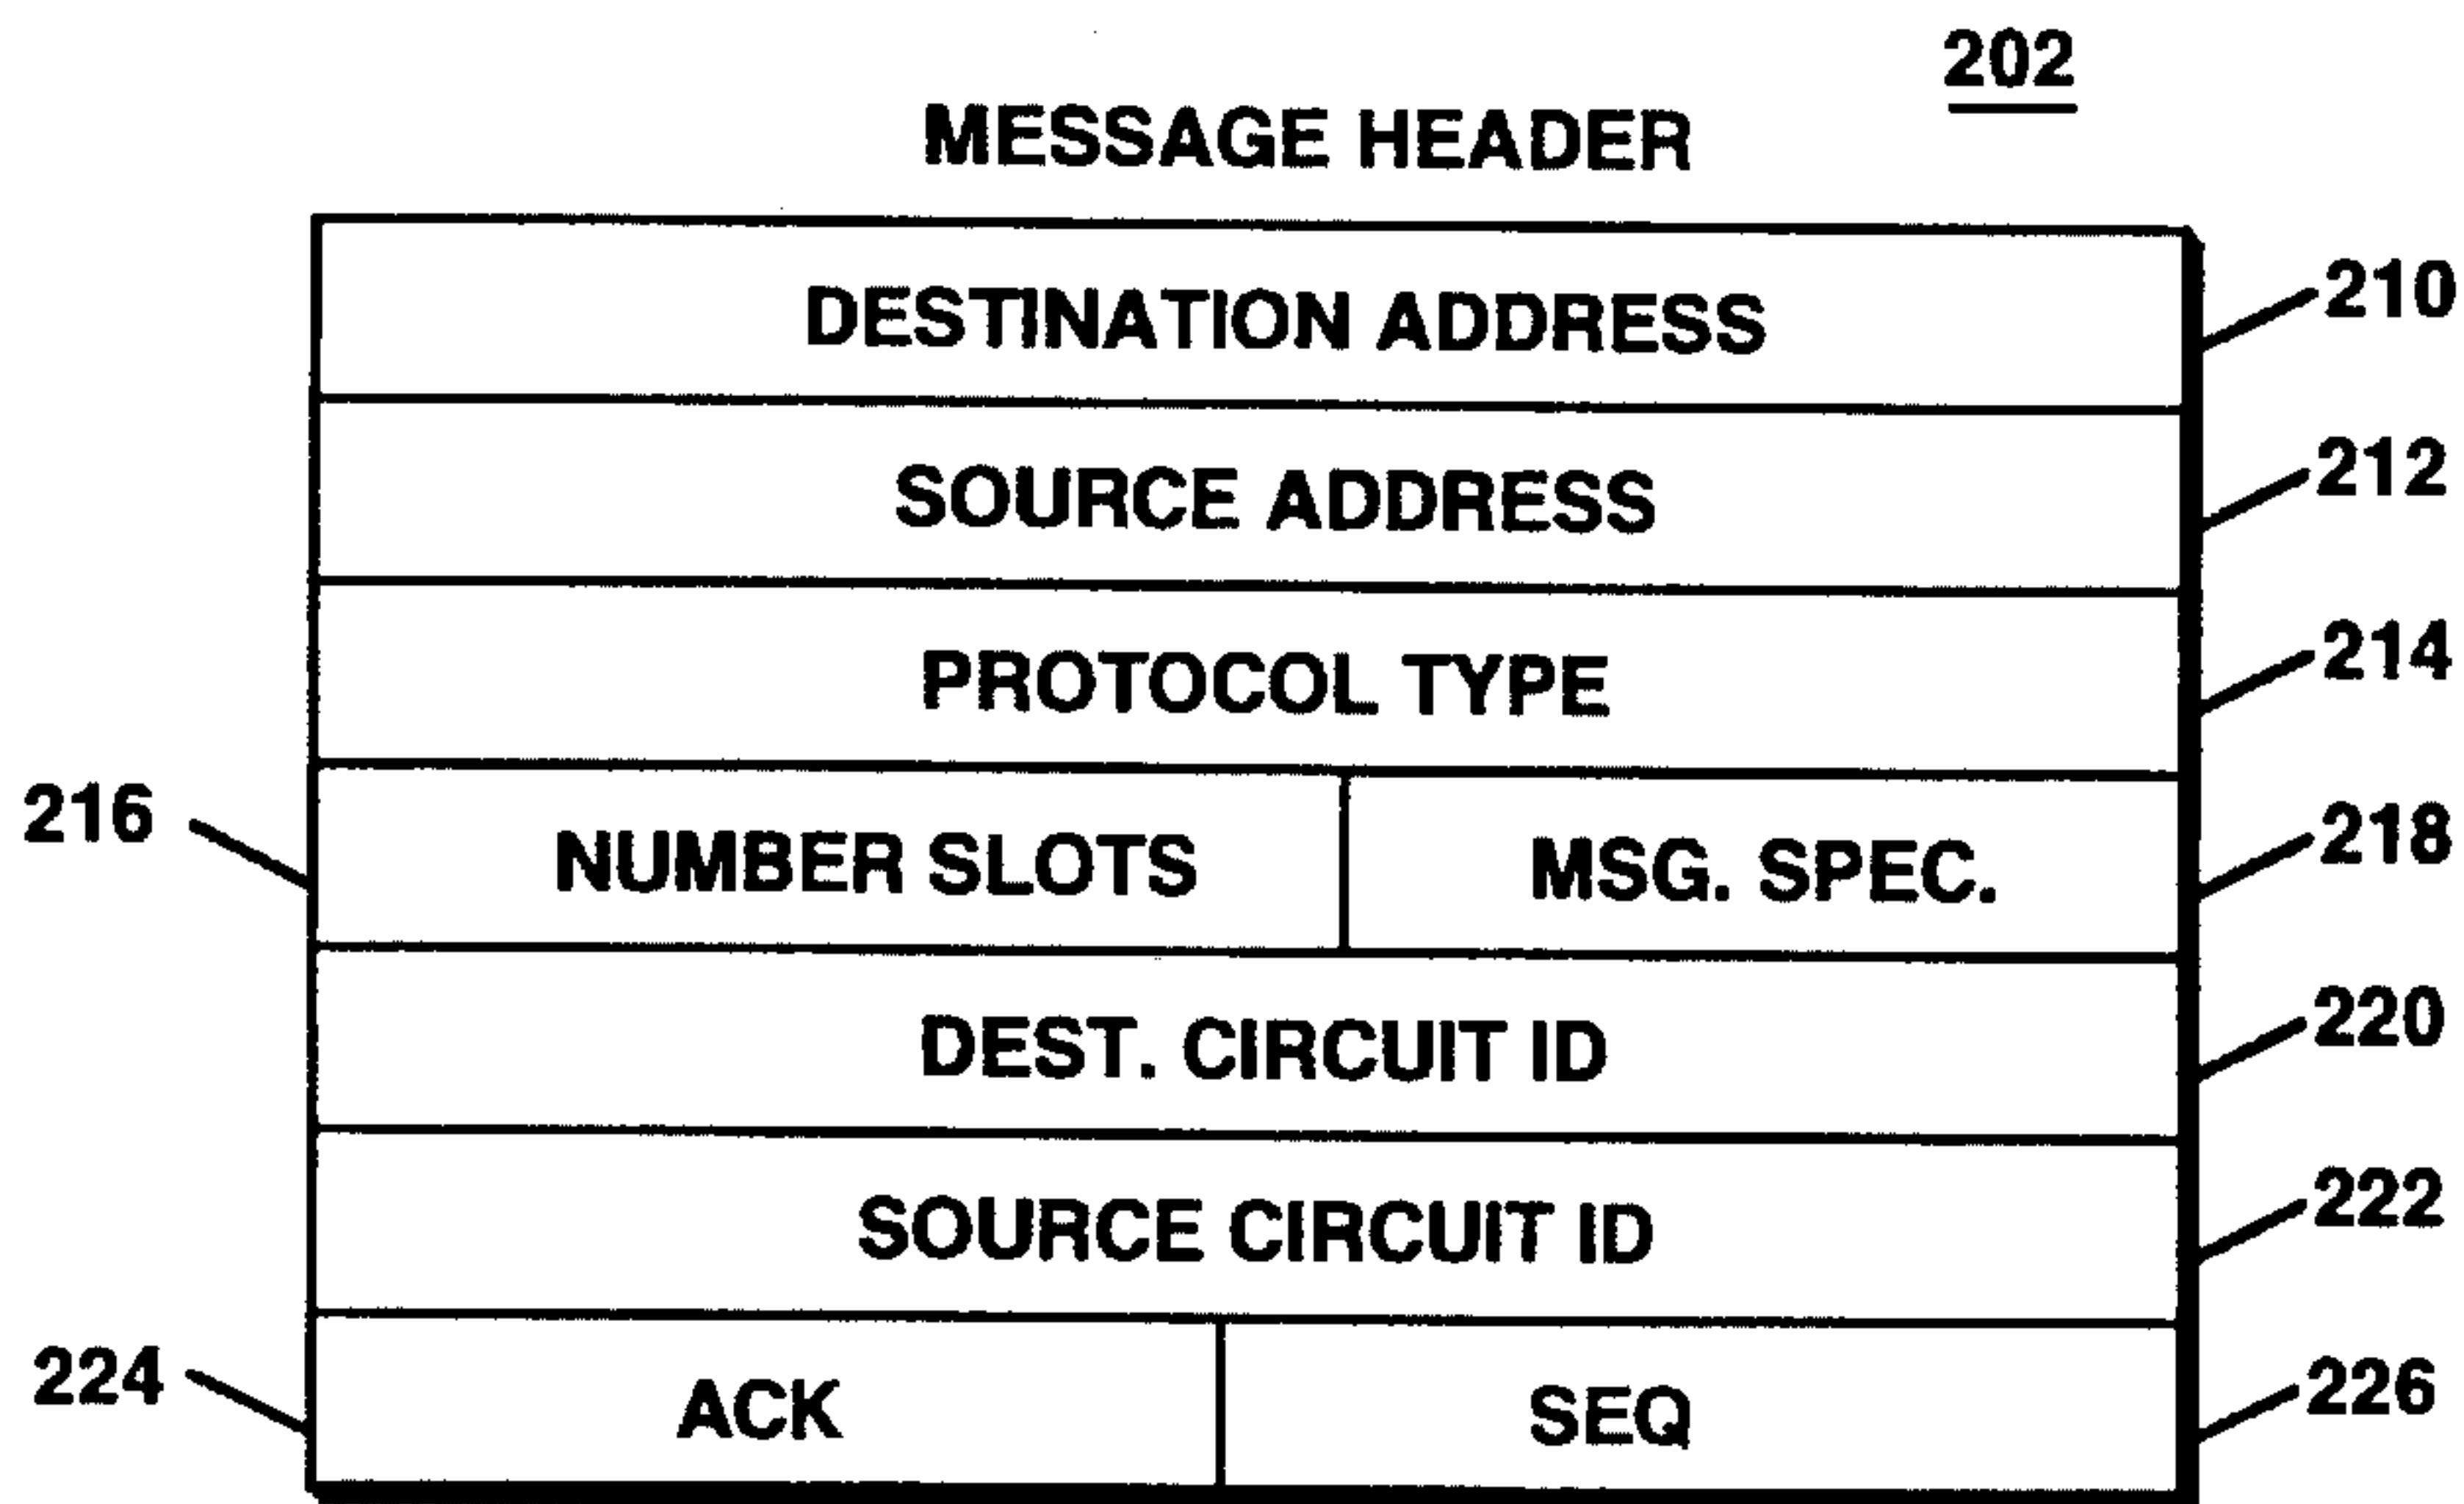 202
MESSAGE HEADER
DESTINATION ADDRESS 210
SOURCE ADDRESS 212
PROTOCOL TYPE 214
216 NUMBER SLOTS MSG. SPEC. 218
DEST. CIRCUIT ID 220
SOURCE CIRCUIT ID 222
224 ACK SEQ 226